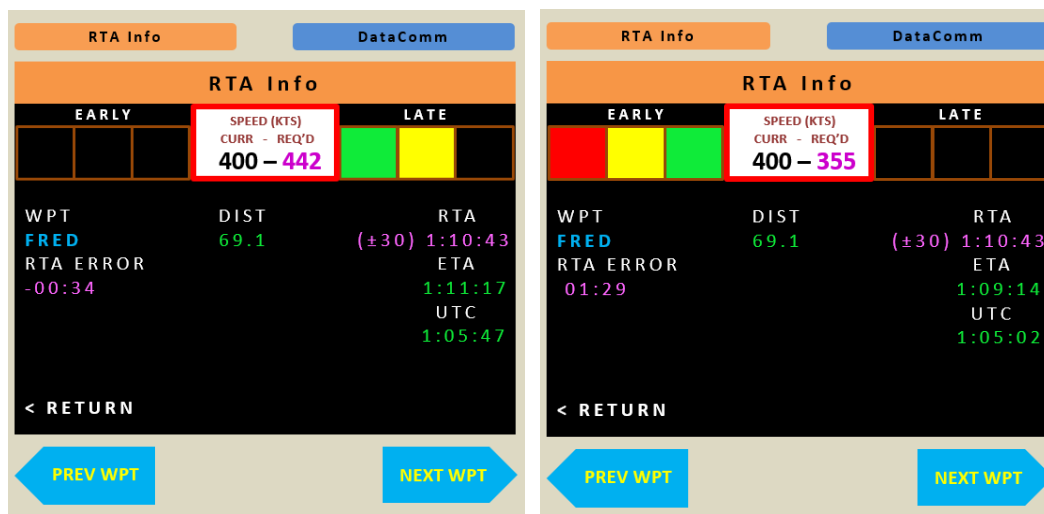 RTA Info DataComm
RTA Info
EARLY LATE
SPEED (KTS)
CURR - REQ'D
400 – 442
WPT DIST RTA
FRED 69.1 (±30) 1:10:43
RTA ERROR ETA
-00:34 1:11:17
UTC
1:05:47
< RETURN
PREV WPT NEXT WPT
RTA Info DataComm
RTA Info
EARLY LATE
SPEED (KTS)
CURR - REQ'D
400 – 355
WPT DIST RTA
FRED 69.1 (±30) 1:10:43
RTA ERROR ETA
01:29 1:09:14
UTC
1:05:02
< RETURN
PREV WPT NEXT WPT